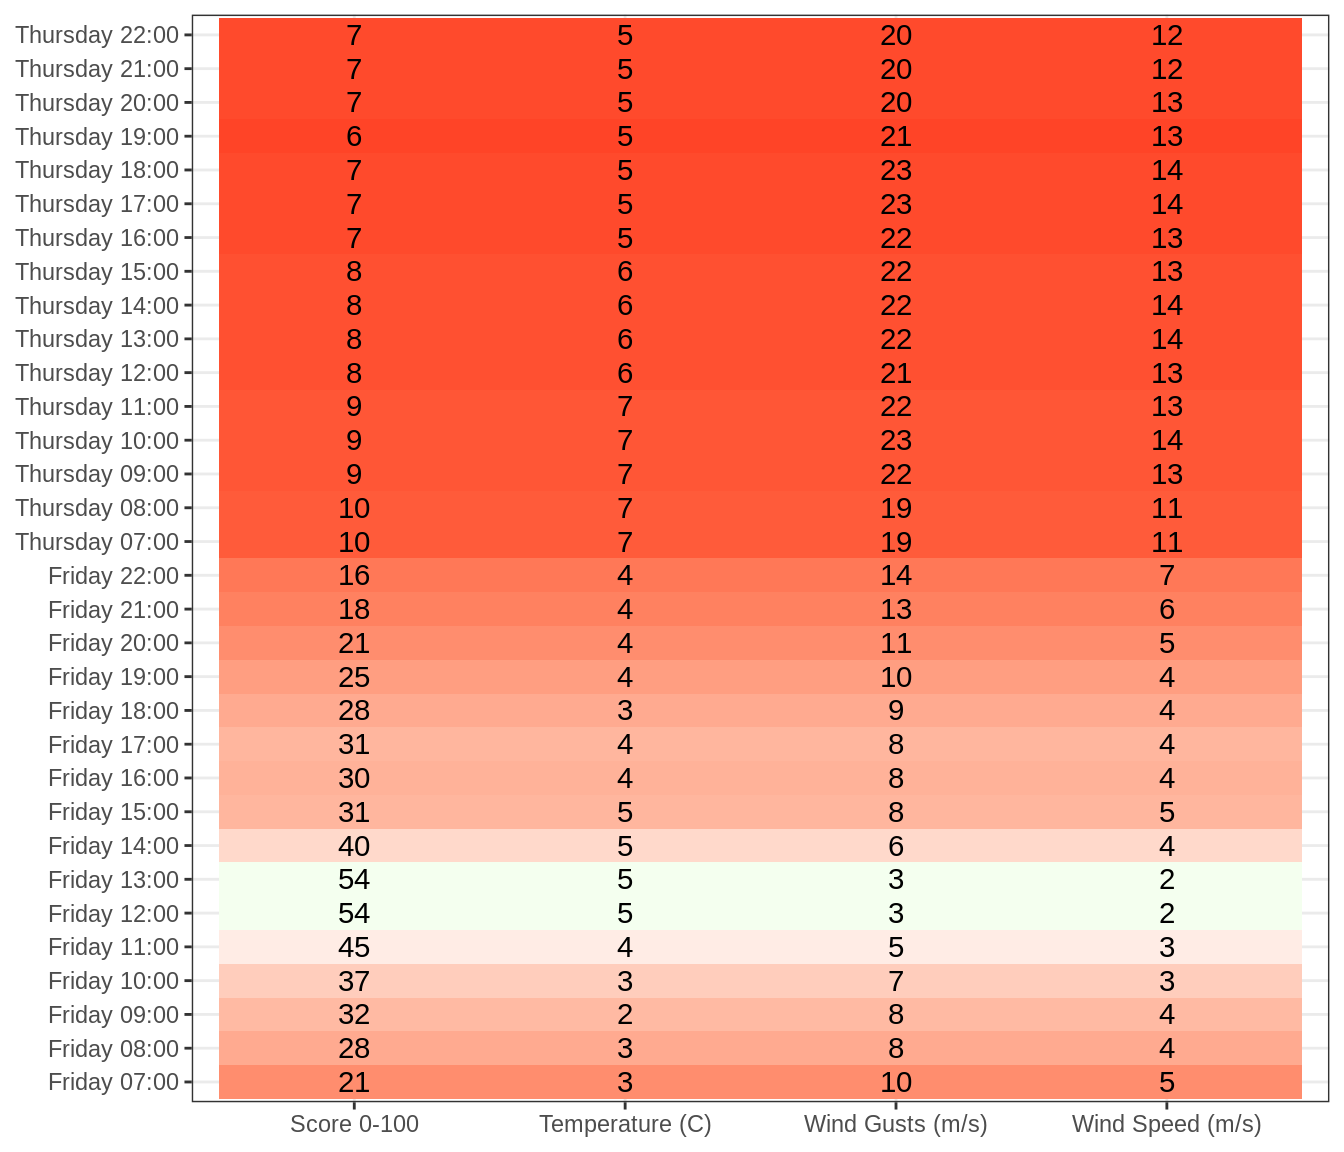 Thursday 22:00 7 5 20 12
Thursday 21:00 7 5 20 12
Thursday 20:00 7 5 20 13
Thursday 19:00 6 5 21 13
Thursday 18:00 7 5 23 14
Thursday 17:00 7 5 23 14
Thursday 16:00 7 5 22 13
Thursday 15:00 8 6 22 13
Thursday 14:00 8 6 22 14
Thursday 13:00 8 6 22 14
Thursday 12:00 8 6 21 13
Thursday 11:00 9 7 22 13
Thursday 10:00 9 7 23 14
Thursday 09:00 9 7 22 13
Thursday 08:00 10 7 19 11
Thursday 07:00 10 7 19 11
Friday 22:00 16 4 14 7
Friday 21:00 18 4 13 6
Friday 20:00 21 4 11 5
Friday 19:00 25 4 10 4
Friday 18:00 28 3 9 4
Friday 17:00 31 4 8 4
Friday 16:00 30 4 8 4
Friday 15:00 31 5 8 5
Friday 14:00 40 5 6 4
Friday 13:00 54 5 3 2
Friday 12:00 54 5 3 2
Friday 11:00 45 4 5 3
Friday 10:00 37 3 7 3
Friday 09:00 32 2 8 4
Friday 08:00 28 3 8 4
Friday 07:00 21 3 10 5
Score 0-100 Temperature (C) Wind Gusts (m/s) Wind Speed (m/s)